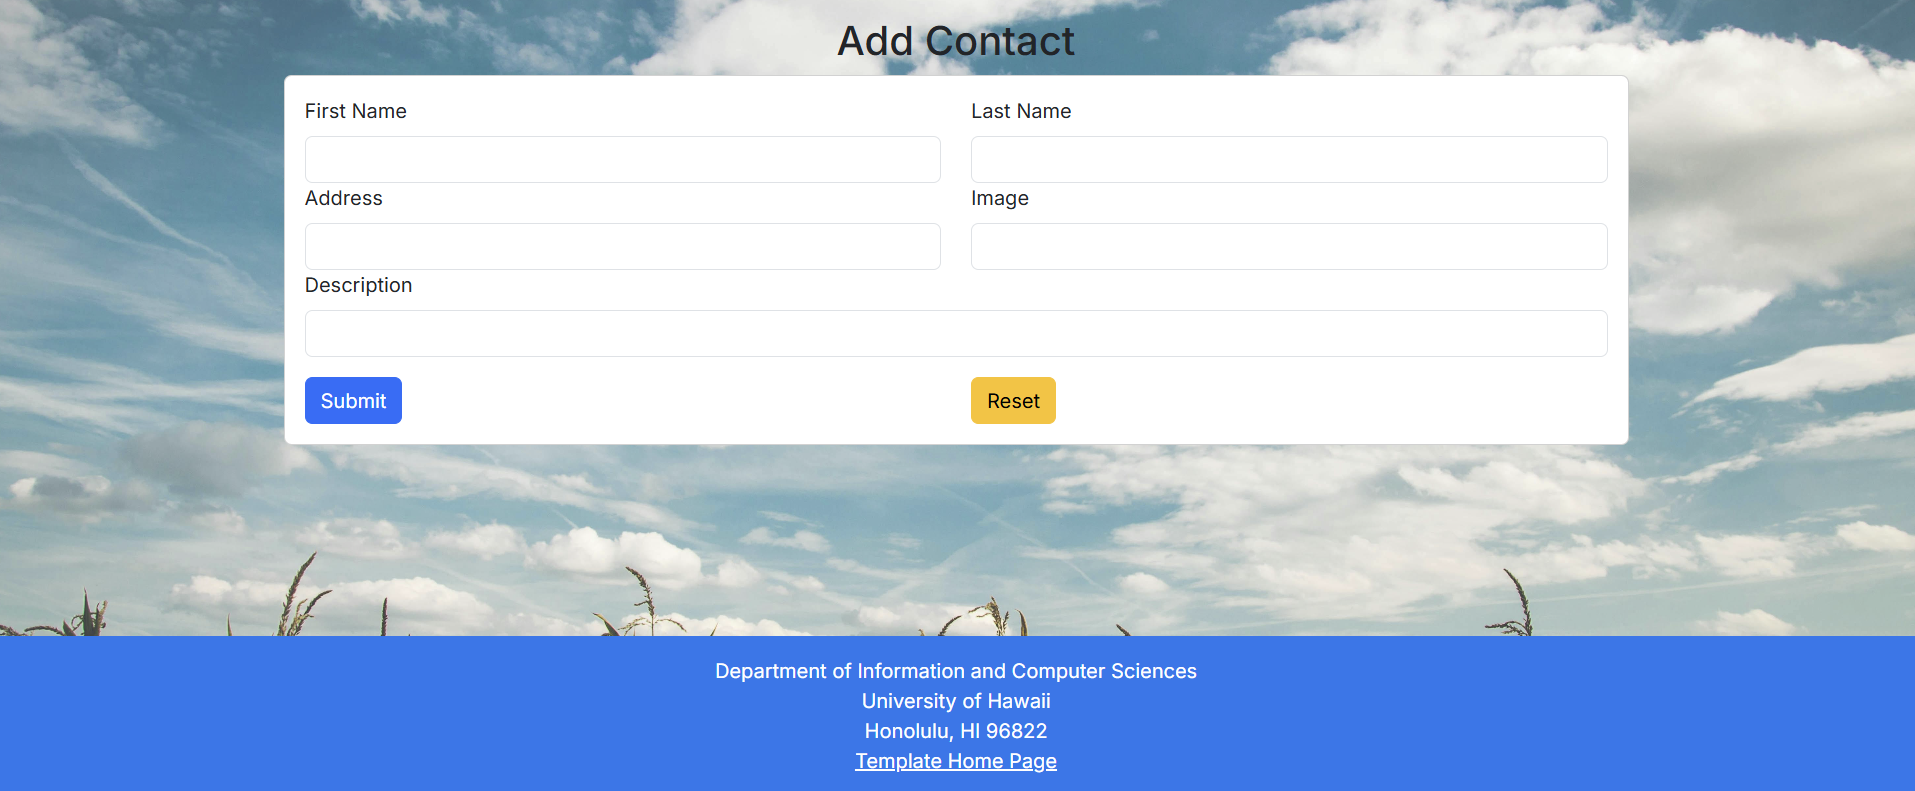 Add Contact
First Name
Last Name
Address
Image
Description
Submit
Reset
Department of Information and Computer Sciences
University of Hawaii
Honolulu, HI 96822
Template Home Page